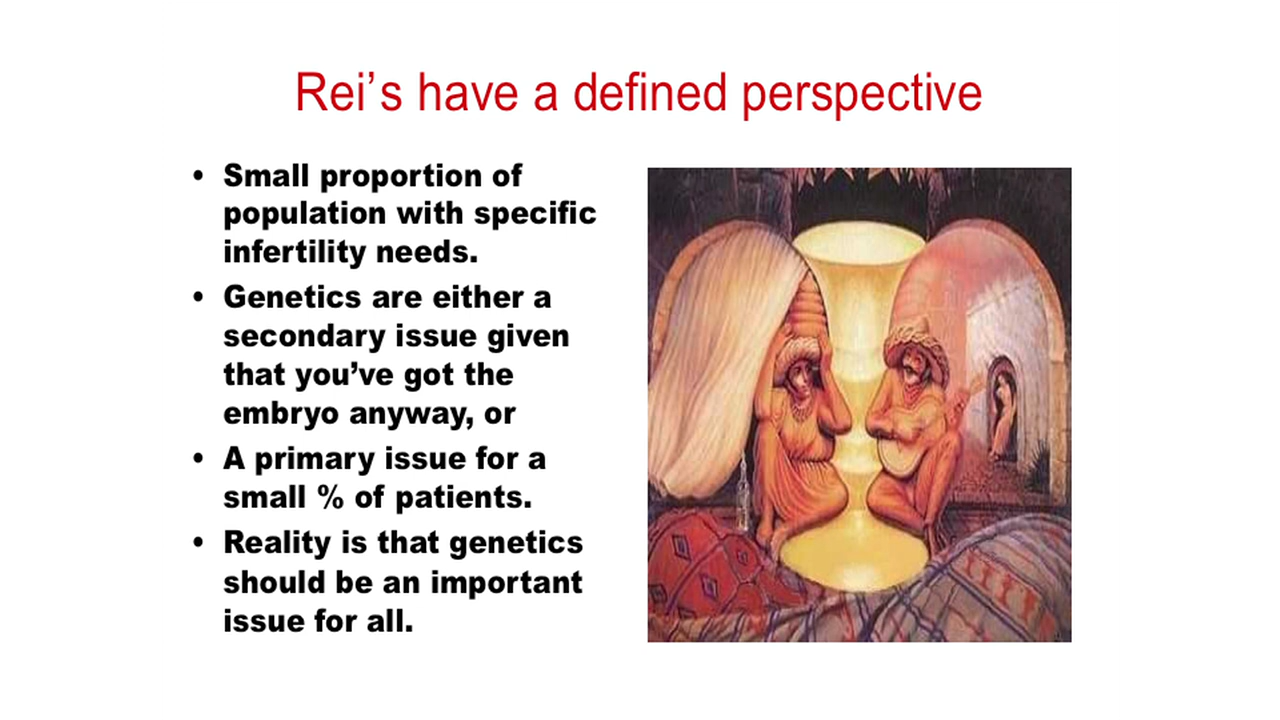 Rei’s have a defined perspective
• Small proportion of
population with specific
infertility needs.
• Genetics are either a
secondary issue given
that you’ve got the
embryo anyway, or
• A primary issue for a
small % of patients.
• Reality is that genetics
should be an important
issue for all.